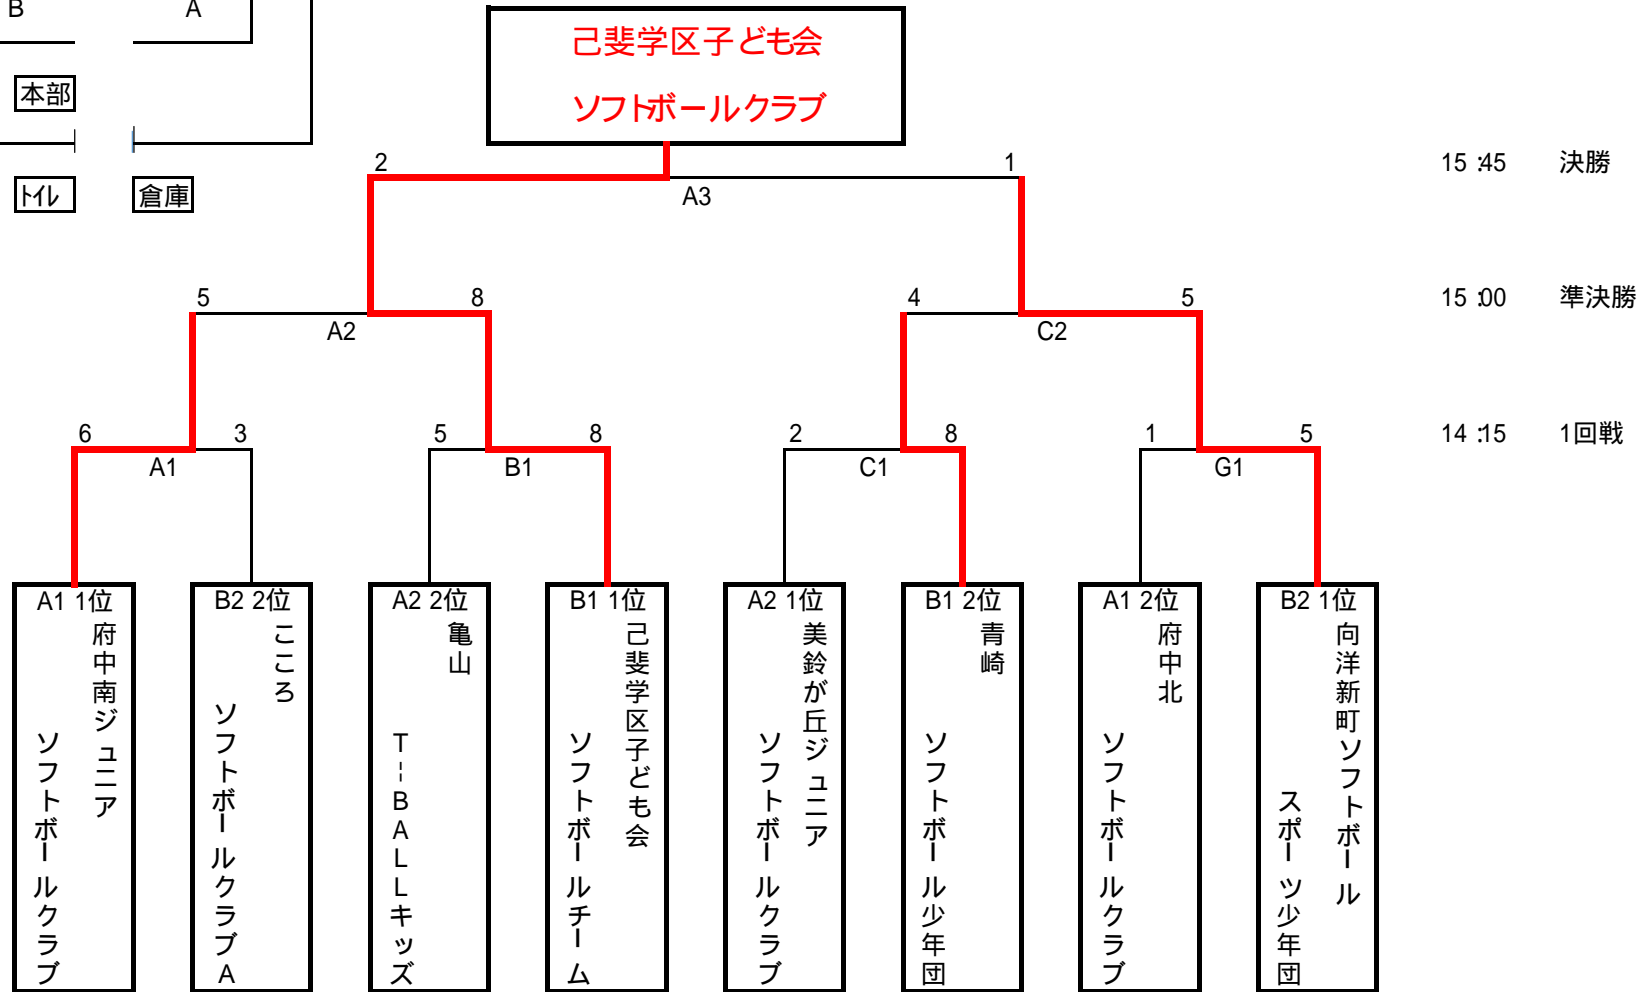 B
A
本部
トイレ
倉庫
己斐学区子ども会
ソフトボールクラブ
2
1
15:45 決勝
A3
5
8
4
5
15:00 準決勝
A2
C2
6
3
5
8
2
8
1
5
14:15 1回戦
A1
B1
C1
G1
A1 1位
府中南ジュニア
ソフトボールクラブ
B2 2位
こころ
ソフトボールクラブA
A2 2位
亀山
T-BALLキッズ
B1 1位
己斐学区子ども会
ソフトボールチーム
A2 1位
美鈴が丘ジュニア
ソフトボールクラブ
B1 2位
青崎
ソフトボール少年団
A1 2位
府中北
ソフトボールクラブ
B2 1位
向洋新町ソフトボール
スポーツ少年団